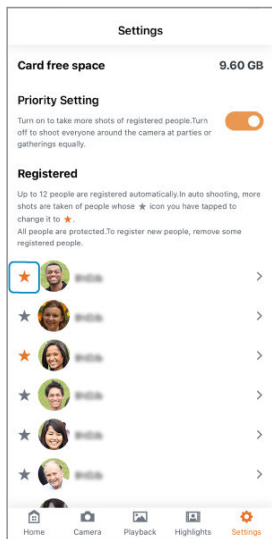 Settings
Card free space 9.60 GB
Priority Setting
Turn on to take more shots of registered people.Turn
off to shoot everyone around the camera at parties or
gatherings equally.
Registered
Up to 12 people are registered automatically.In auto shooting, more
shots are taken of people whose ★ icon you have tapped to
change it to ★.
All people are protected.To register new people, remove some
registered people.
Home Camera Playback Highlights Settings